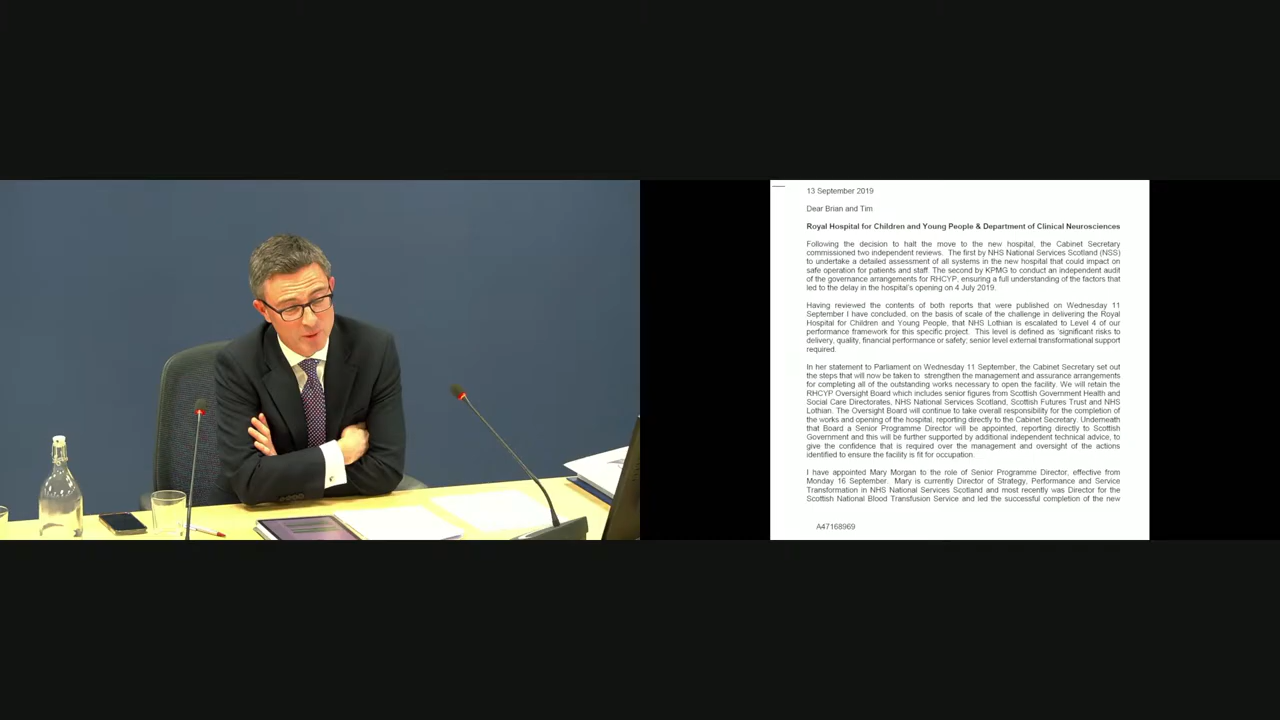 13 September 2019
Dear Brian and Tim
Royal Hospital for Children and Young People & Department of Clinical Neurosciences
Following the decision to halt the move to the new hospital, the Cabinet Secretary
commissioned two independent reviews. The first by NHS National Services Scotland (NSS)
to undertake a detailed assessment of all systems in the new hospital that could impact on
safe operation for patients and staff. The second by KPMG to conduct an independent audit
of the governance arrangements for RHCYP, ensuring a full understanding of the factors that
led to the delay in the hospital's opening on 4 July 2019.
Having reviewed the contents of both reports that were published on Wednesday 11
September I have concluded, on the basis of scale of the challenge in delivering the Royal
Hospital for Children and Young People, that NHS Lothian is escalated to Level 4 of our
performance framework for this specific project. This level is defined as 'significant risks to
delivery, quality, financial performance or safety; senior level external transformational support
required.
In her statement to Parliament on Wednesday 11 September, the Cabinet Secretary set out
the steps that will now be taken to strengthen the management and assurance arrangements
for completing all of the outstanding works necessary to open the facility. We will retain the
RHCYP Oversight Board which includes senior figures from Scottish Government Health and
Social Care Directorates, NHS National Services Scotland, Scottish Futures Trust and NHS
Lothian. The Oversight Board will continue to take overall responsibility for the completion of
the works and opening of the hospital, reporting directly to the Cabinet Secretary. Underneath
that Board a Senior Programme Director will be appointed, reporting directly to Scottish
Government and this will be further supported by additional independent technical advice, to
give the confidence that is required over the management and oversight of the actions
identified to ensure the facility is fit for occupation.
I have appointed Mary Morgan to the role of Senior Programme Director, effective from
Monday 16 September. Mary is currently Director of Strategy, Performance and Service
Transformation in NHS National Services Scotland and most recently was Director for the
Scottish National Blood Transfusion Service and led the successful completion of the new
A47168969